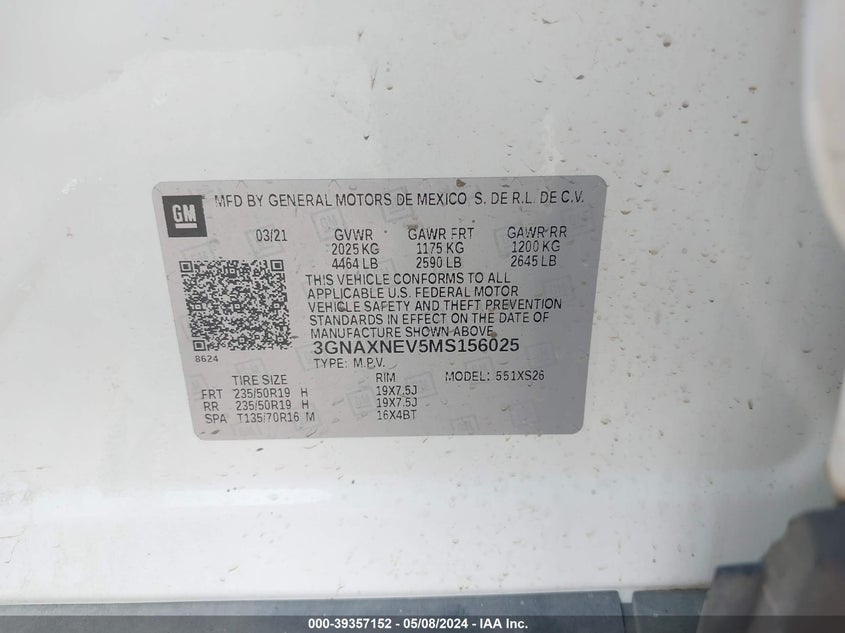 GM MFD BY GENERAL MOTORS DE MEXICO S. DE R.L. DE C.V.
03/21 GVWR GAWR FRT GAWR RR
2025 KG 1175 KG 1200 KG
4464 LB 2590 LB 2645 LB
THIS VEHICLE CONFORMS TO ALL
APPLICABLE U.S. FEDERAL MOTOR
VEHICLE SAFETY AND THEFT PREVENTION
STANDARDS IN EFFECT ON THE DATE OF
MANUFACTURE SHOWN ABOVE.
8624
3GNAXNEV5MS156025
TYPE: M.P.V.
TIRE SIZE RIM MODEL: 551XS26
FRT 235/50R19 H 19X7.5J
RR 235/50R19 H 19X7.5J
SPA T135/70R16 M 16X4BT
000-39357152 - 05/08/2024 - IAA Inc.